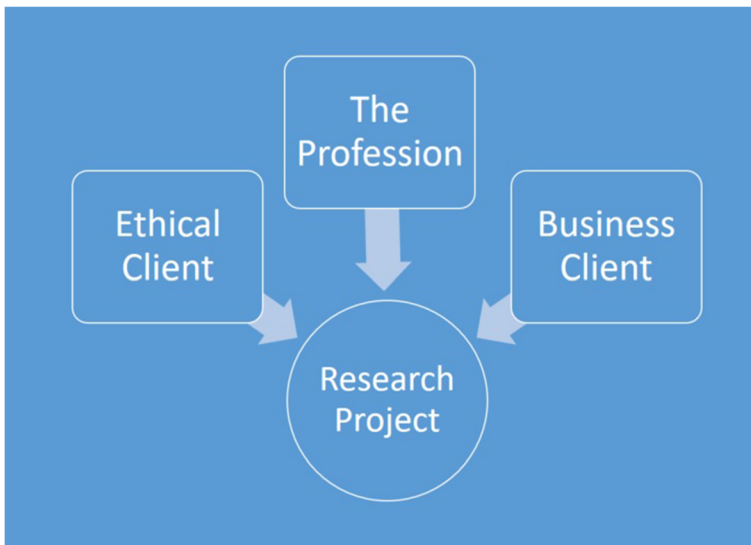 The
Profession
Ethical
Client
Business
Client
Research
Project